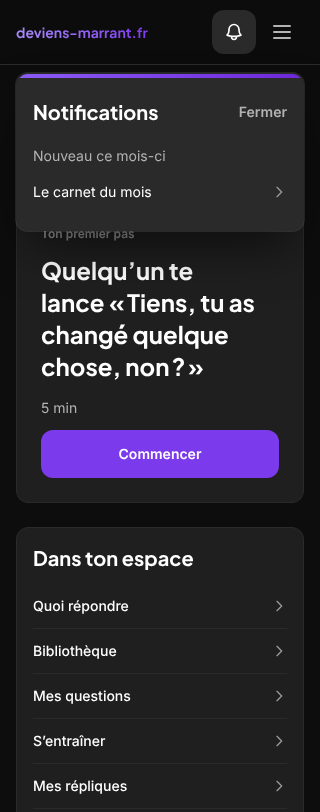 deviens-marrant.fr
Notifications
Fermer
Nouveau ce mois-ci
Le carnet du mois
Ton premier pas
Quelqu’un te
lance « Tiens, tu as
changé quelque
chose, non ? »
5 min
Commencer
Dans ton espace
Quoi répondre
Bibliothèque
Mes questions
S’entraîner
Mes répliques